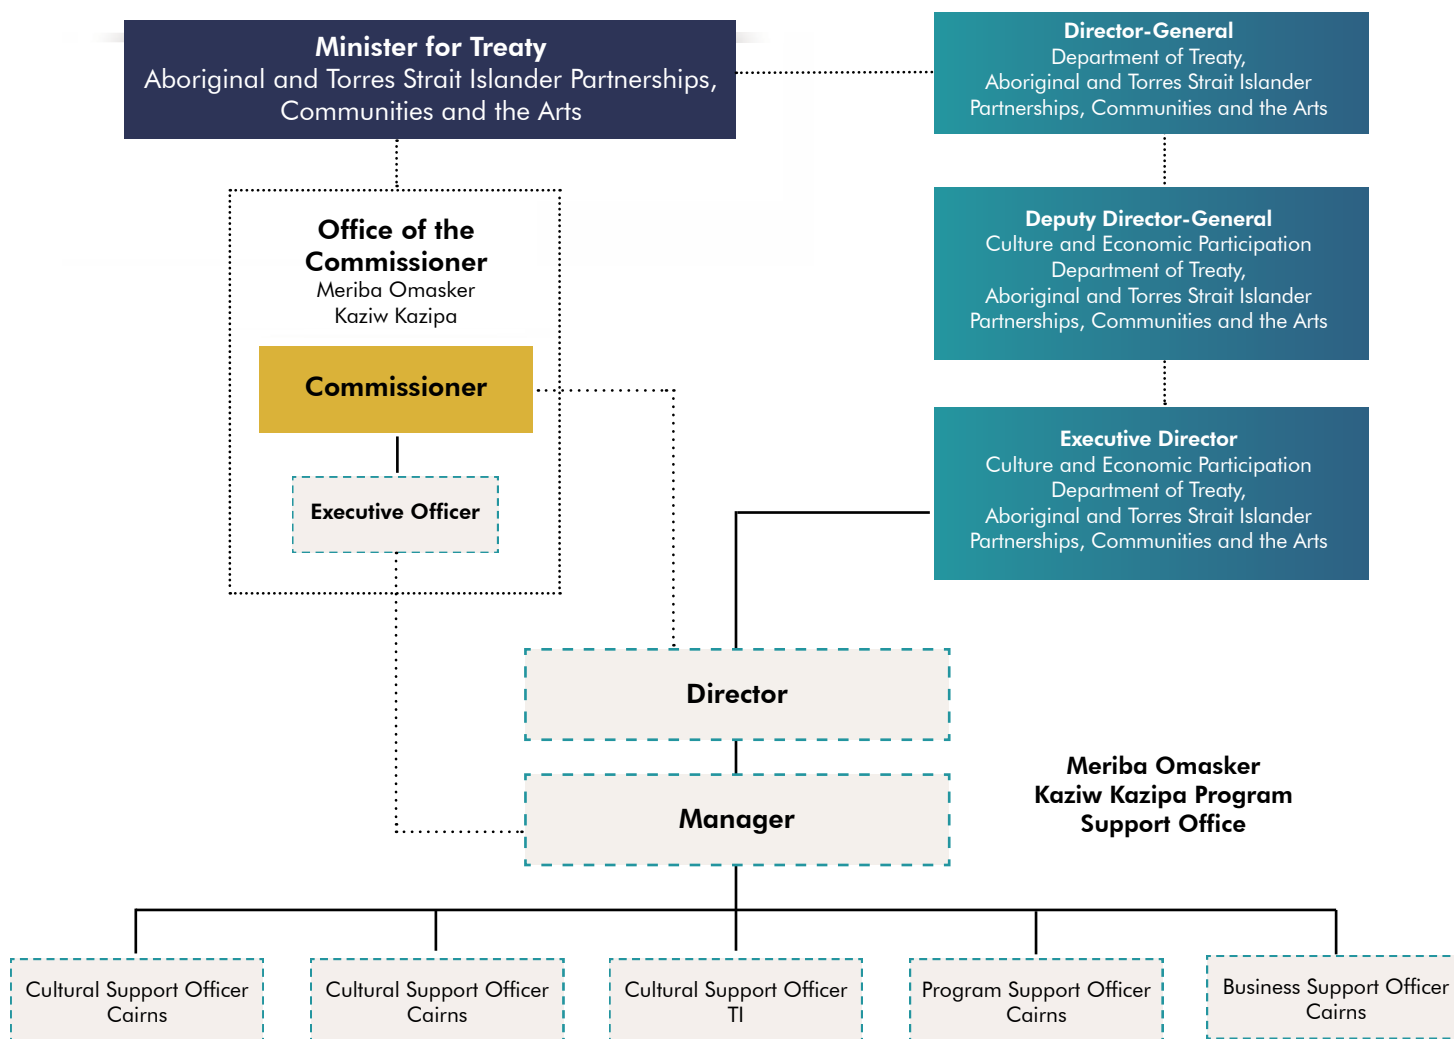 Minister for Treaty
Aboriginal and Torres Strait Islander Partnerships,
Communities and the Arts
Director-General
Department of Treaty,
Aboriginal and Torres Strait Islander
Partnerships, Communities and the Arts
Office of the
Commissioner
Meriba Omasker
Kaziw Kazipa
Commissioner
Executive Officer
Deputy Director-General
Culture and Economic Participation
Department of Treaty,
Aboriginal and Torres Strait Islander
Partnerships, Communities and the Arts
Executive Director
Culture and Economic Participation
Department of Treaty,
Aboriginal and Torres Strait Islander
Partnerships, Communities and the Arts
Director
Manager
Meriba Omasker
Kaziw Kazipa Program
Support Office
Cultural Support Officer
Cairns
Cultural Support Officer
Cairns
Cultural Support Officer
TI
Program Support Officer
Cairns
Business Support Officer
Cairns